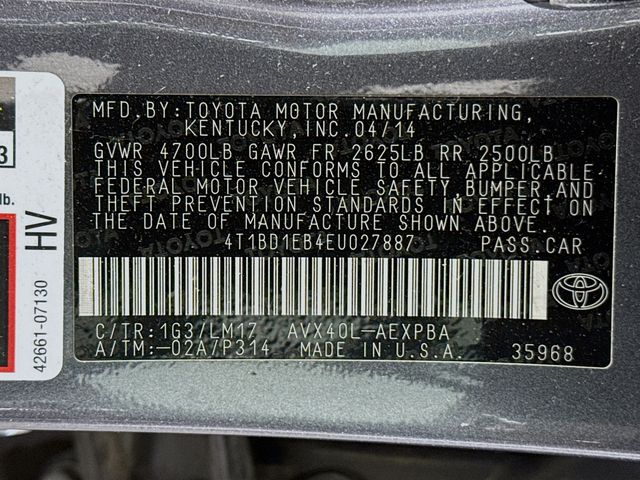 MFD.BY:TOYOTA MOTOR MANUFACTURING,
KENTUCKY,INC.04/14
GVWR 4700LB GAWR FR 2625LB RR 2500LB
THIS VEHICLE CONFORMS TO ALL APPLICABLE
FEDERAL MOTOR VEHICLE SAFETY,BUMPER,AND
THEFT PREVENTION STANDARDS IN EFFECT ON
THE DATE OF MANUFACTURE SHOWN ABOVE.
4T1BD1EB4EU027887 PASS.CAR
C/TR:1G3/LM17 AVX40L-AEXPBA
A/TM:-02A/P314 MADE IN U.S.A. 35968
3
lb.
HV
42661-07130